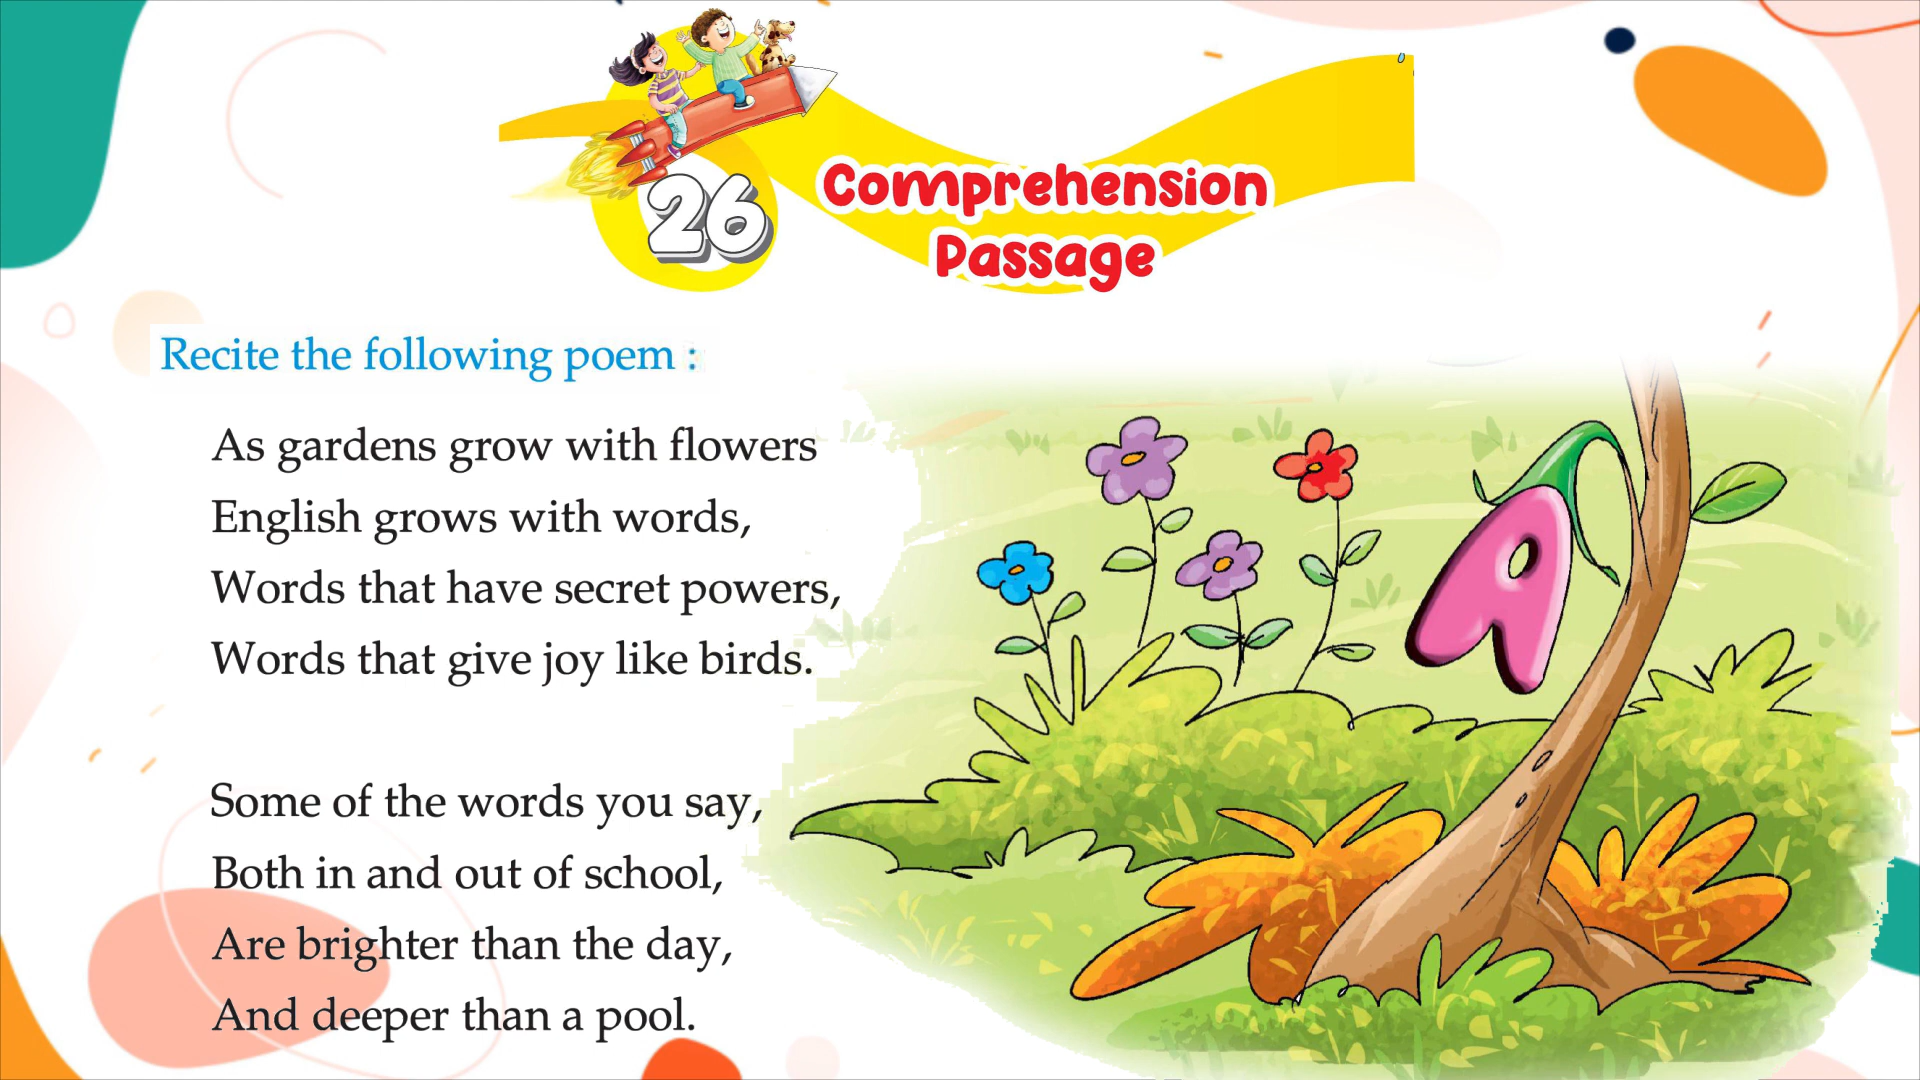 26
Comprehension
Passage
Recite the following poem :
As gardens grow with flowers
English grows with words,
Words that have secret powers,
Words that give joy like birds.
Some of the words you say,
Both in and out of school,
Are brighter than the day,
And deeper than a pool.
A